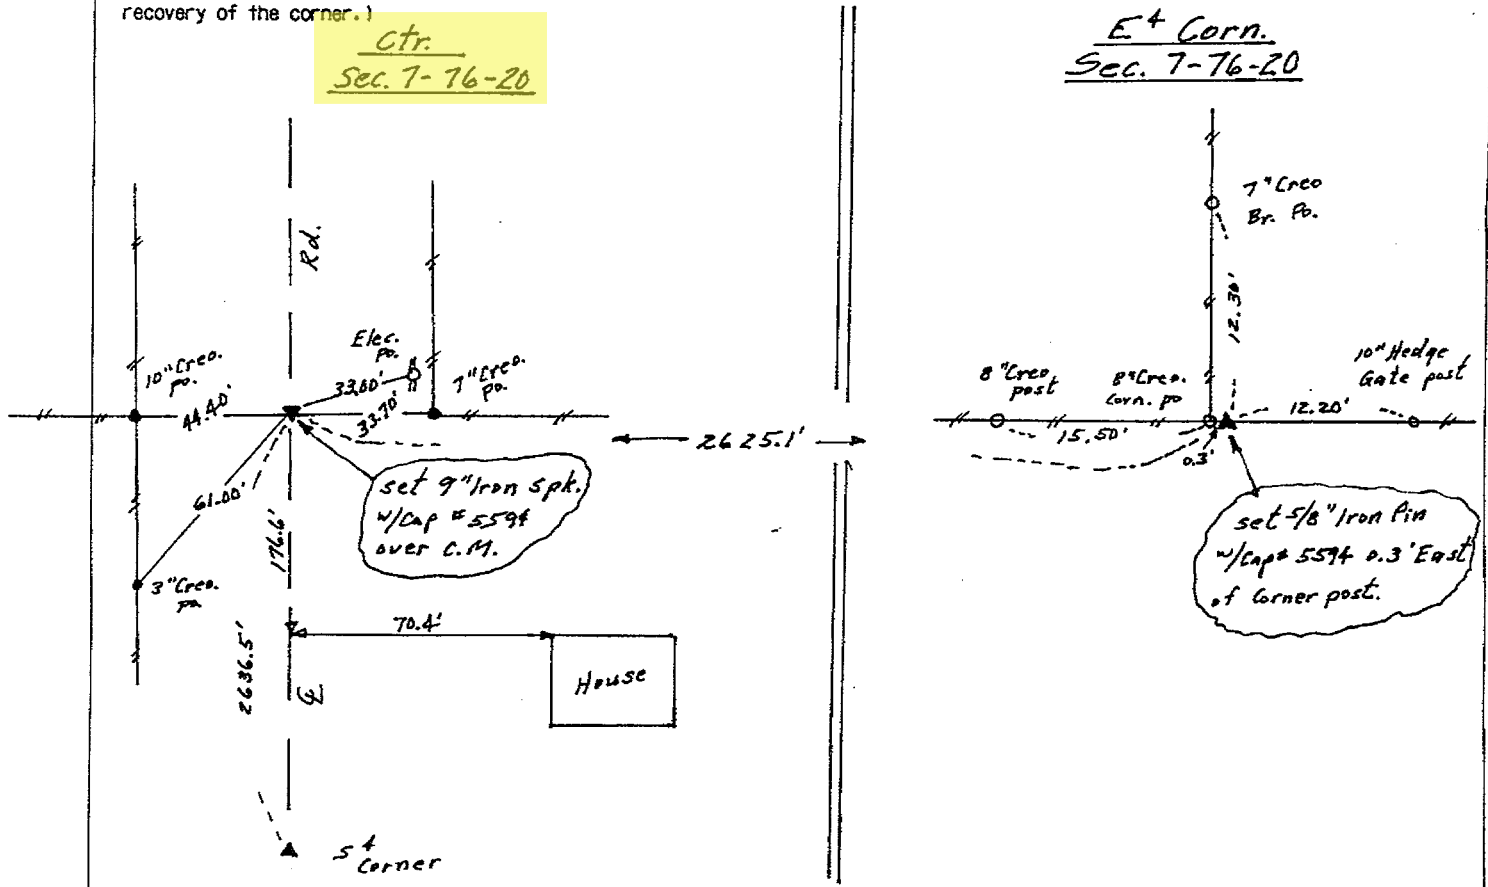 recovery of the corner.)
Ctr.
Sec. 7-76-20
Rd.
Elec.
po.
10" Creo.
po.
44.40'
33.00'
33.70'
7" Creo.
po.
61.00'
176.6'
set 9" Iron spk.
w/Cap # 5594
over C.M.
3" Creo.
po.
70.4'
House
2636.5'
S 4
Corner
2625.1'
E 4 Corn.
Sec. 7-76-20
7" Creo
Br. Po.
12.30'
8" Creo
post
8" Creo.
Corn. po
10" Hedge
Gate post
15.50'
12.20'
0.3'
set 5/8" Iron Pin
w/Cap# 5594 0.3' East
of Corner post.